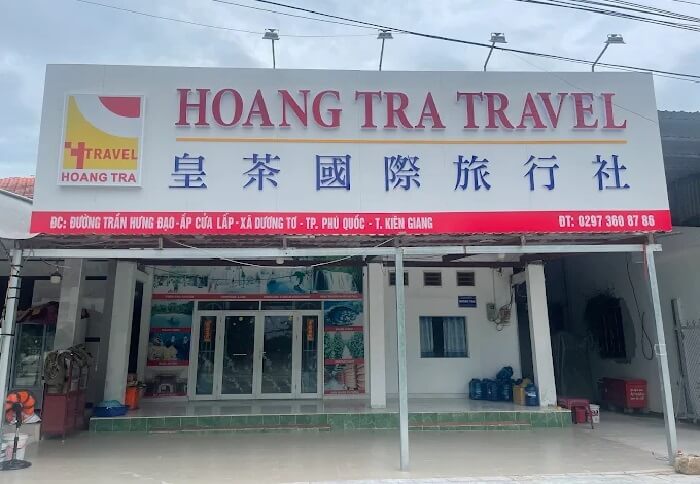 HOANG TRA TRAVEL
TRAVEL
HOANG TRA
皇茶國際旅行社
ĐC: ĐƯỜNG TRẦN HƯNG ĐẠO - ẤP CỬA LẤP - XÃ DƯƠNG TƠ - TP. PHÚ QUỐC - T. KIÊM GIANG
ĐT: 0297 360 87 86